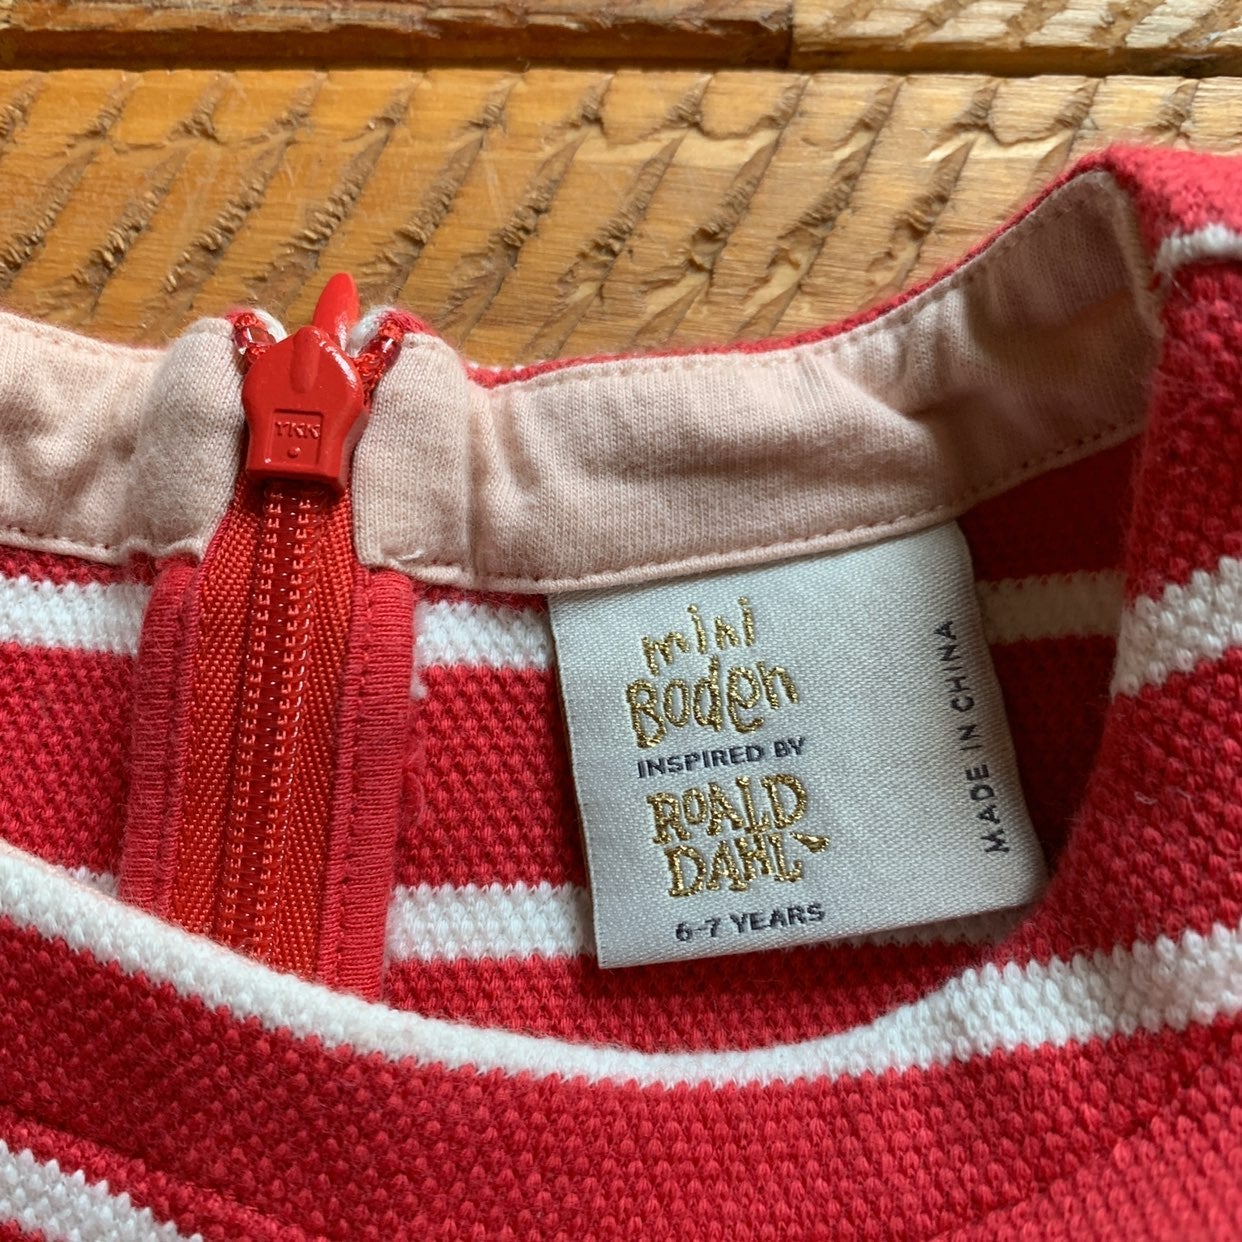 YKK
mini
Boden
INSPIRED BY
ROALD
DAHL
6-7 YEARS
MADE IN CHINA